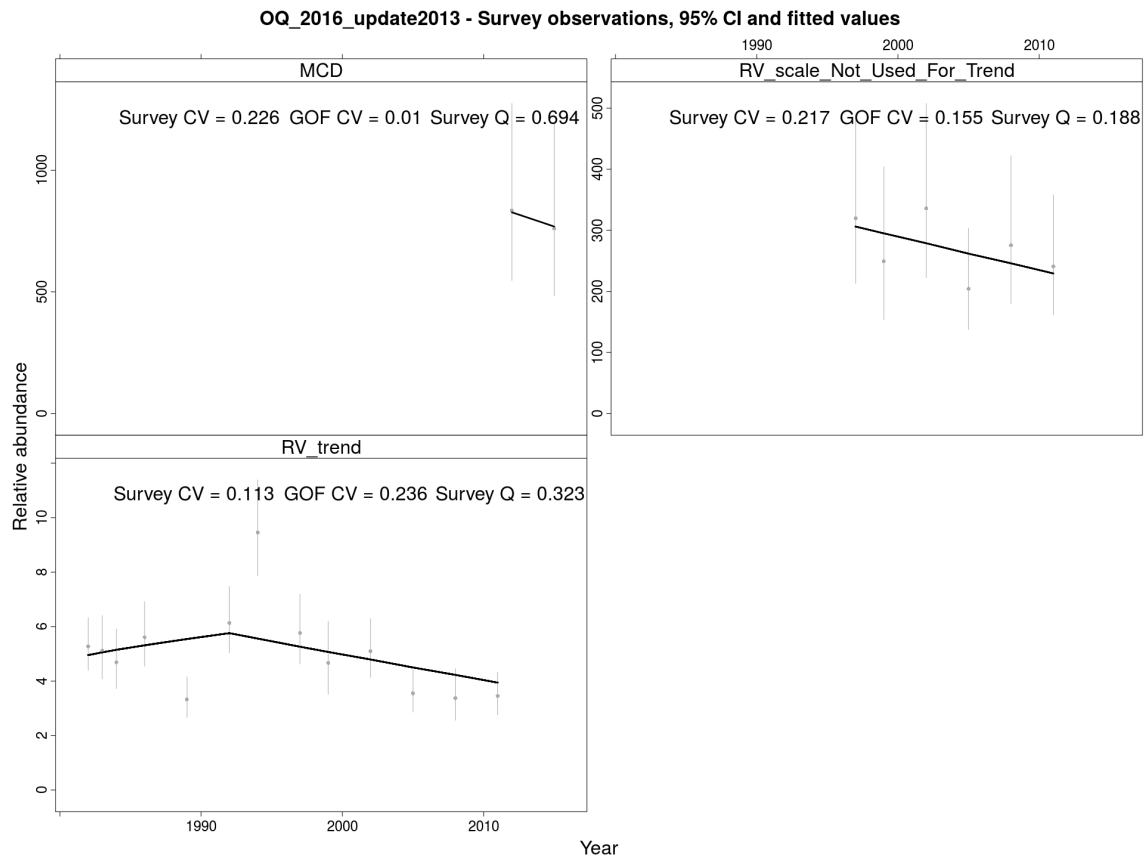 OQ_2016_update2013 - Survey observations, 95% CI and fitted values
1990 2000 2010
MCD
RV_scale_Not_Used_For_Trend
Survey CV = 0.226 GOF CV = 0.01 Survey Q = 0.694
Survey CV = 0.217 GOF CV = 0.155 Survey Q = 0.188
1000
500
0
500
400
300
200
100
0
RV_trend
Survey CV = 0.113 GOF CV = 0.236 Survey Q = 0.323
10
8
6
4
2
0
Relative abundance
1990 2000 2010
Year